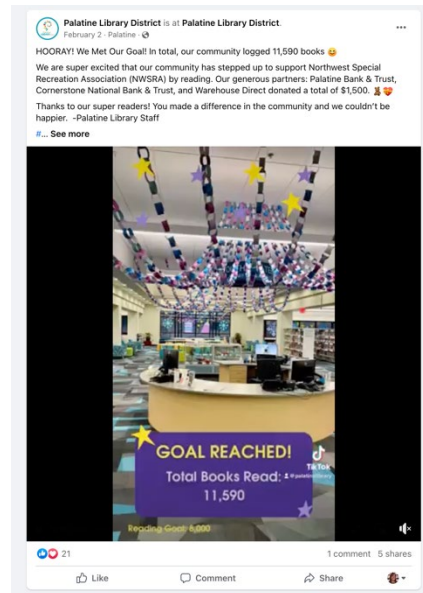 Palatine Library District is at Palatine Library District.
February 2 · Palatine ·
HOORAY! We Met Our Goal! In total, our community logged 11,590 books 😄
We are super excited that our community has stepped up to support Northwest Special
Recreation Association (NWSRA) by reading. Our generous partners: Palatine Bank & Trust,
Cornerstone National Bank & Trust, and Warehouse Direct donated a total of $1,500. 🧸 💝
Thanks to our super readers! You made a difference in the community and we couldn't be
happier. -Palatine Library Staff
#... See more
GOAL REACHED!
TikTok
Total Books Read:
11,590
Reading Goal: 8,000
21
1 comment 5 shares
Like Comment Share